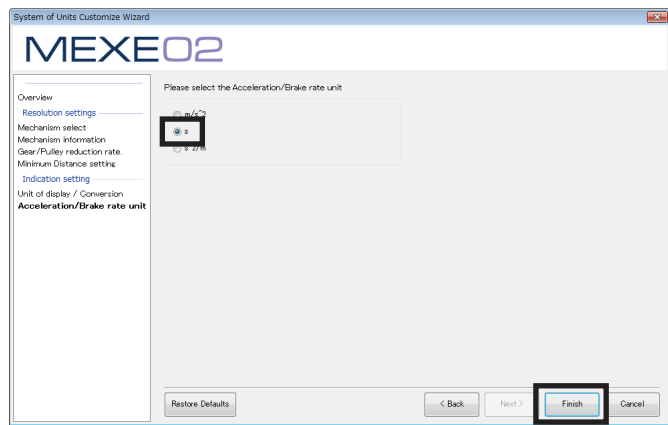 System of Units Customize Wizard
MEXE02
Overview
Resolution settings
Mechanism select
Mechanism information
Gear/Pulley reduction rate.
Minimum Distance setting
Indication setting
Unit of display / Conversion
Acceleration/Brake rate unit
Please select the Acceleration/Brake rate unit
m/s^2
s
s^2/m
Restore Defaults
< Back
Next >
Finish
Cancel